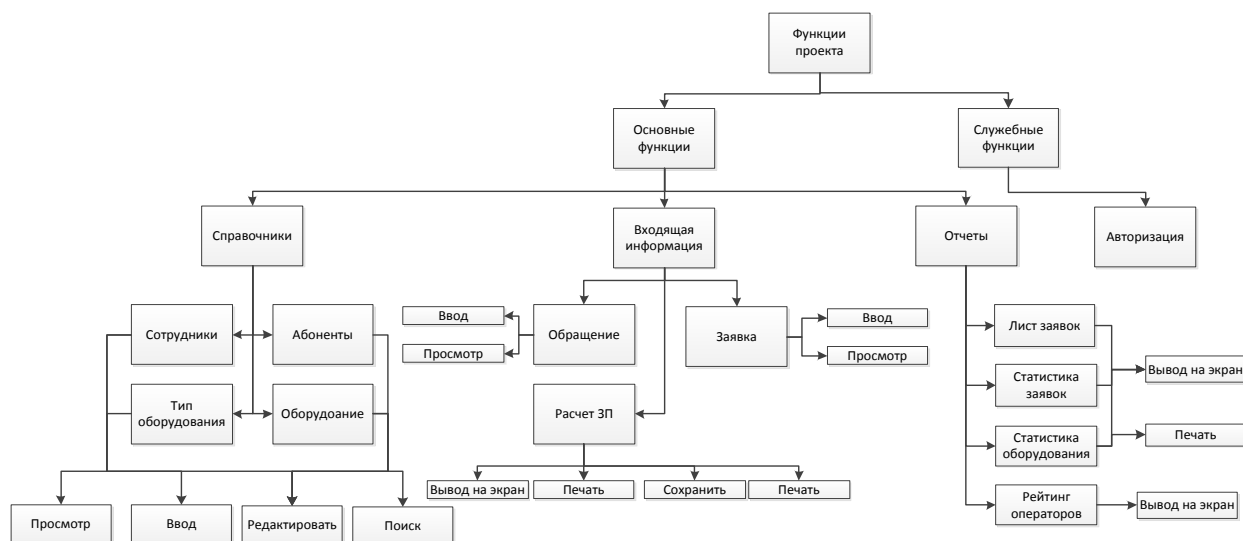 Функции
проекта
Основные
функции
Служебные
функции
Справочники
Входящая
информация
Отчеты
Авторизация
Сотрудники
Абоненты
Ввод
Просмотр
Обращение
Заявка
Ввод
Просмотр
Лист заявок
Статистика
заявок
Вывод на экран
Тип
оборудования
Оборудоание
Расчет ЗП
Статистика
оборудования
Печать
Вывод на экран
Печать
Сохранить
Печать
Рейтинг
операторов
Вывод на экран
Просмотр
Ввод
Редактировать
Поиск